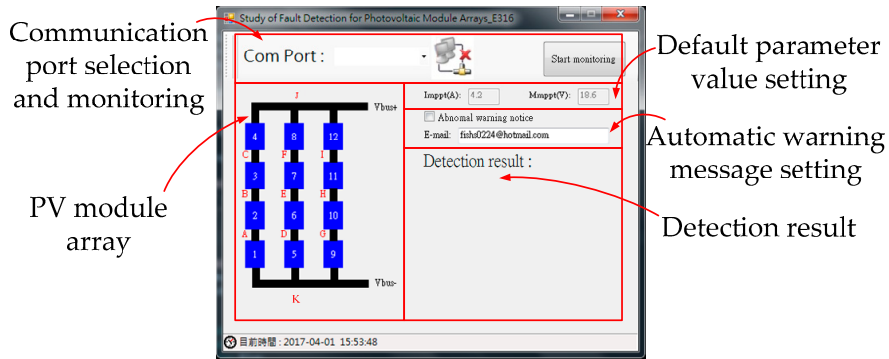 Study of Fault Detection for Photovoltaic Module Arrays_E316
Communication
port selection
and monitoring
Com Port :
Start monitoring
Default parameter
value setting
Imppt(A): 4.2 Mmppt(V): 18.6
Abnomal warning notice
E-mail: fishs0224@hotmail.com
Automatic warning
message setting
Detection result :
Detection result
PV module
array
J
Vbus+
4 8 12
C F I
3 7 11
B E H
2 6 10
A D G
1 5 9
Vbus-
K
目前時間 : 2017-04-01 15:53:48